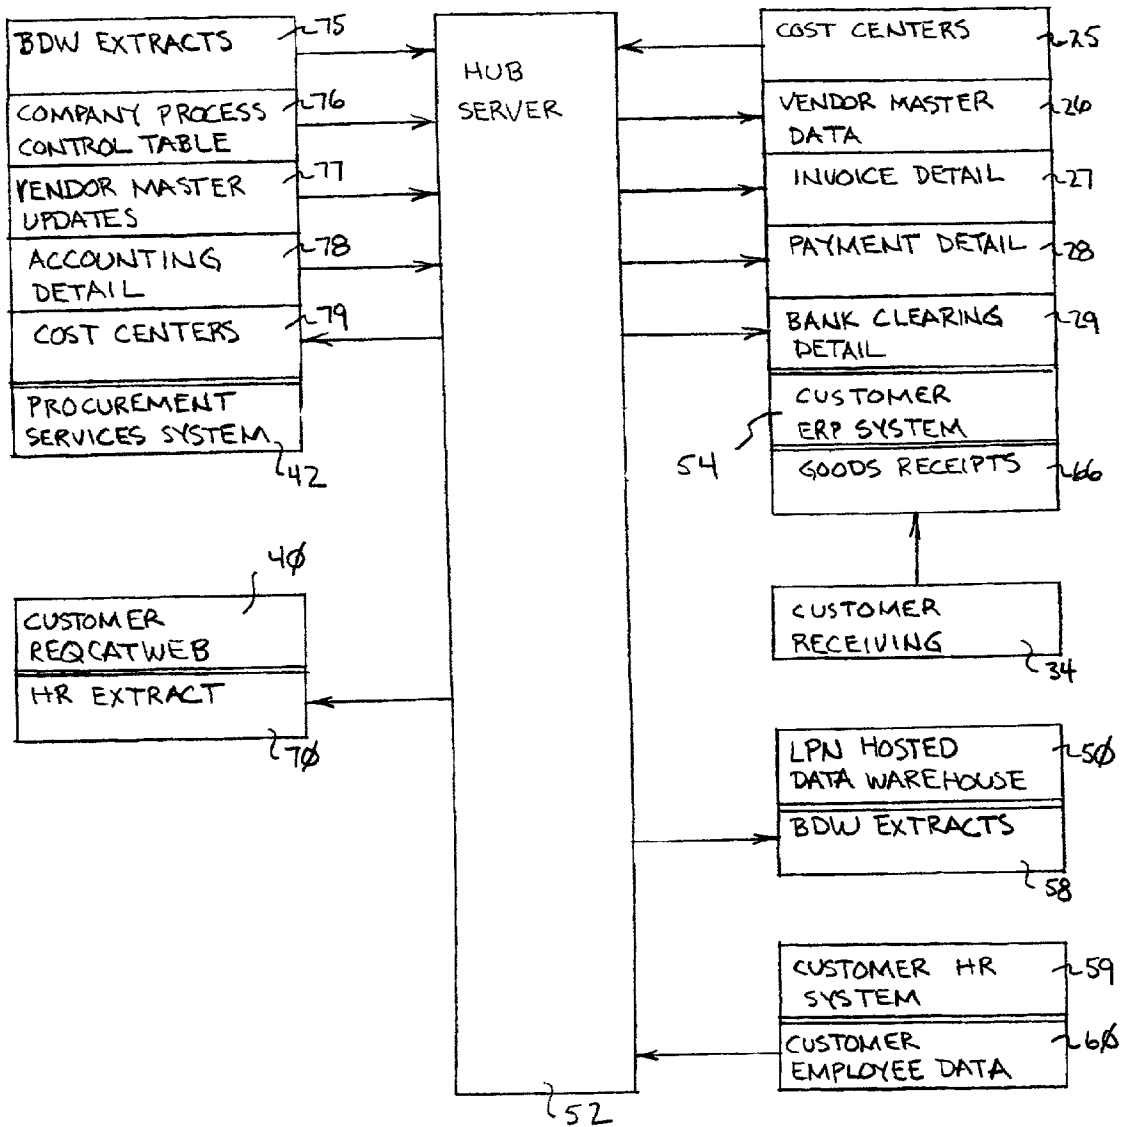 BDW EXTRACTS
75
COMPANY PROCESS
CONTROL TABLE
76
VENDOR MASTER
UPDATES
77
ACCOUNTING
DETAIL
78
COST CENTERS
79
PROCUREMENT
SERVICES SYSTEM
42
40
CUSTOMER
REQCATWEB
HR EXTRACT
70
HUB
SERVER
52
COST CENTERS
25
VENDOR MASTER
DATA
26
INVOICE DETAIL
27
PAYMENT DETAIL
28
BANK CLEARING
DETAIL
29
CUSTOMER
ERP SYSTEM
54
GOODS RECEIPTS
66
CUSTOMER
RECEIVING
34
LPN HOSTED
DATA WAREHOUSE
50
BDW EXTRACTS
58
CUSTOMER HR
SYSTEM
59
CUSTOMER
EMPLOYEE DATA
60